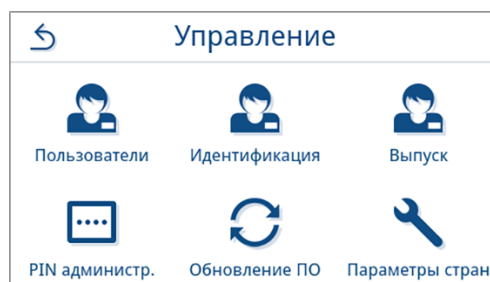 Управление
Пользователи Идентификация Выпуск
PIN администр. Обновление ПО Параметры стран